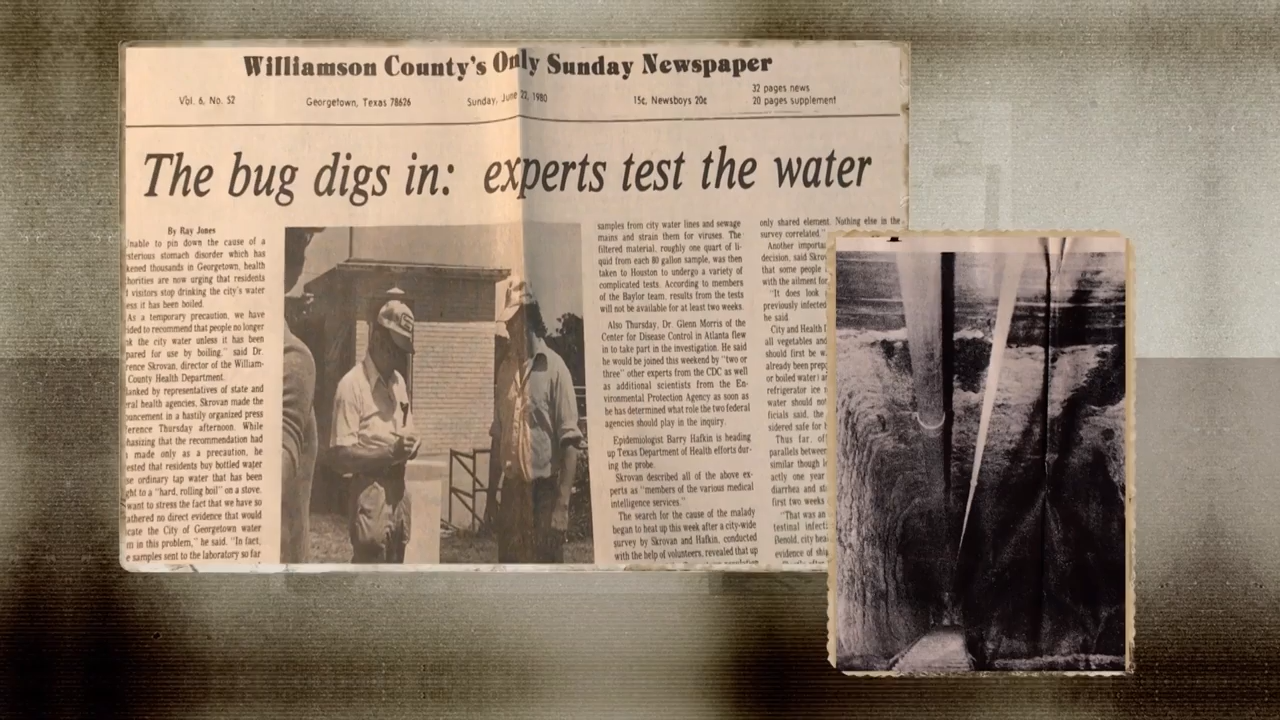 Williamson County's Only Sunday Newspaper
Vol. 6, No. 52
Georgetown, Texas 78626
Sunday, June 22, 1980
15c, Newsboys 20c
32 pages news
20 pages supplement
The bug digs in: experts test the water
By Ray Jones
Unable to pin down the cause of a
sterious stomach disorder which has
kened thousands in Georgetown, health
horities are now urging that residents
visitors stop drinking the city's water
ess it has been boiled.
As a temporary precaution, we have
ided to recommend that people no longer
nk the city water unless it has been
pared for use by boiling," said Dr.
rence Skrovan, director of the William-
County Health Department.
lanked by representatives of state and
ral health agencies, Skrovan made the
ouncement in a hastily organized press
ference Thursday afternoon. While
hasizing that the recommendation had
made only as a precaution, he
ested that residents buy bottled water
se ordinary tap water that has been
ght to a "hard, rolling boil" on a stove.
want to stress the fact that we have so
athered no direct evidence that would
icate the City of Georgetown water
m in this problem," he said. "In fact,
e samples sent to the laboratory so far
samples from city water lines and sewage
mains and strain them for viruses. The
filtered material, roughly one quart of li-
quid from each 80 gallon sample, was then
taken to Houston to undergo a variety of
complicated tests. According to members
of the Baylor team, results from the tests
will not be available for at least two weeks.
Also Thursday, Dr. Glenn Morris of the
Center for Disease Control in Atlanta flew
in to take part in the investigation. He said
he would be joined this weekend by "two or
three" other experts from the CDC as well
as additional scientists from the En-
vironmental Protection Agency as soon as
he has determined what role the two federal
agencies should play in the inquiry.
Epidemiologist Barry Hafkin is heading
up Texas Department of Health efforts dur-
ing the probe.
Skrovan described all of the above ex-
perts as "members of the various medical
intelligence services."
The search for the cause of the malady
began to heat up this week after a city-wide
survey by Skrovan and Hafkin, conducted
with the help of volunteers, revealed that up
only shared element. Nothing else in the
survey correlated."
Another importa
decision, said Skro
that some people
with the ailment for
"It does look
previously infected
he said.
City and Health
all vegetables and
should first be w
already been prep
or boiled water
refrigerator ice
water should no
ficials said, the
sidered safe for
Thus far, of
parallels between
similar though
actly one year
diarrhea and
first two weeks
"That was an
testinal infect
Benold, city hea
evidence of